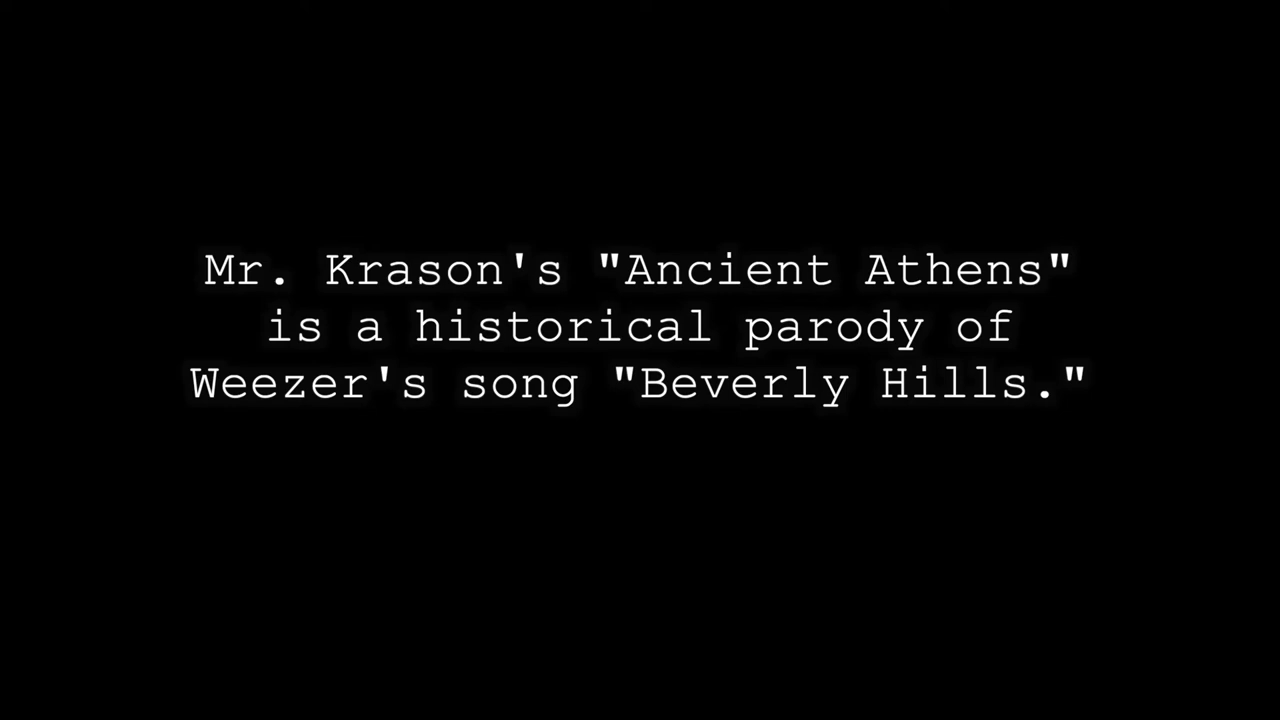 Mr. Krason's "Ancient Athens"
is a historical parody of
Weezer's song "Beverly Hills."